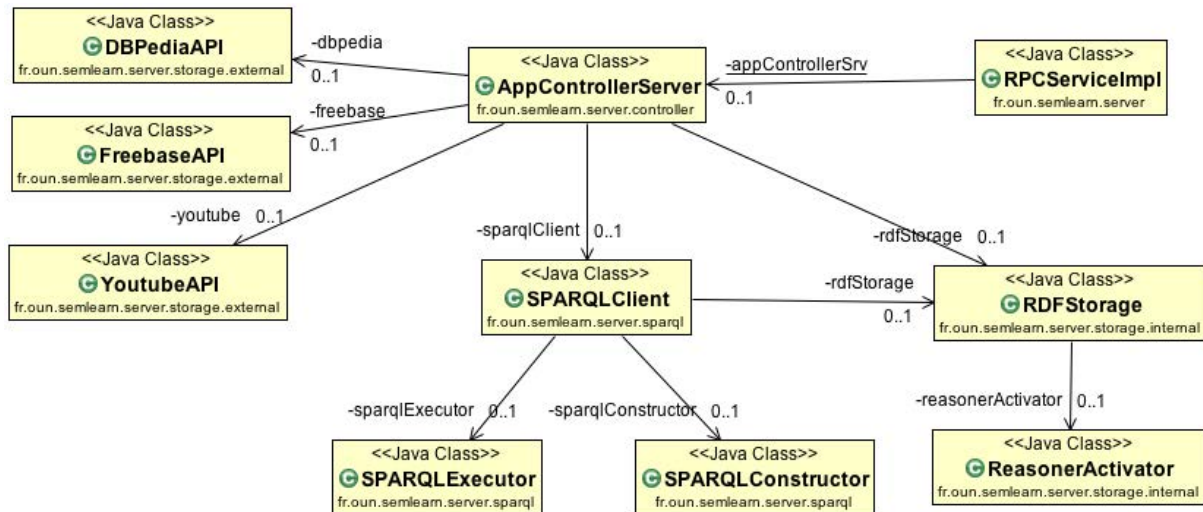 <<Java Class>>
DBPediaAPI
fr.oun.semlearn.server.storage.external
-dbpedia
0..1
<<Java Class>>
AppControllerServer
fr.oun.semlearn.server.controller
-appControllerSrv
0..1
<<Java Class>>
RPCServiceImpl
fr.oun.semlearn.server
<<Java Class>>
FreebaseAPI
fr.oun.semlearn.server.storage.external
-freebase
0..1
-youtube 0..1
<<Java Class>>
YoutubeAPI
fr.oun.semlearn.server.storage.external
-sparqlClient 0..1
<<Java Class>>
SPARQLClient
fr.oun.semlearn.server.sparql
-rdfStorage 0..1
-rdfStorage
0..1
<<Java Class>>
RDFStorage
fr.oun.semlearn.server.storage.internal
-sparqlExecutor 0..1
-sparqlConstructor 0..1
-reasonerActivator 0..1
<<Java Class>>
SPARQLExecutor
fr.oun.semlearn.server.sparql
<<Java Class>>
SPARQLConstructor
fr.oun.semlearn.server.sparql
<<Java Class>>
ReasonerActivator
fr.oun.semlearn.server.storage.internal